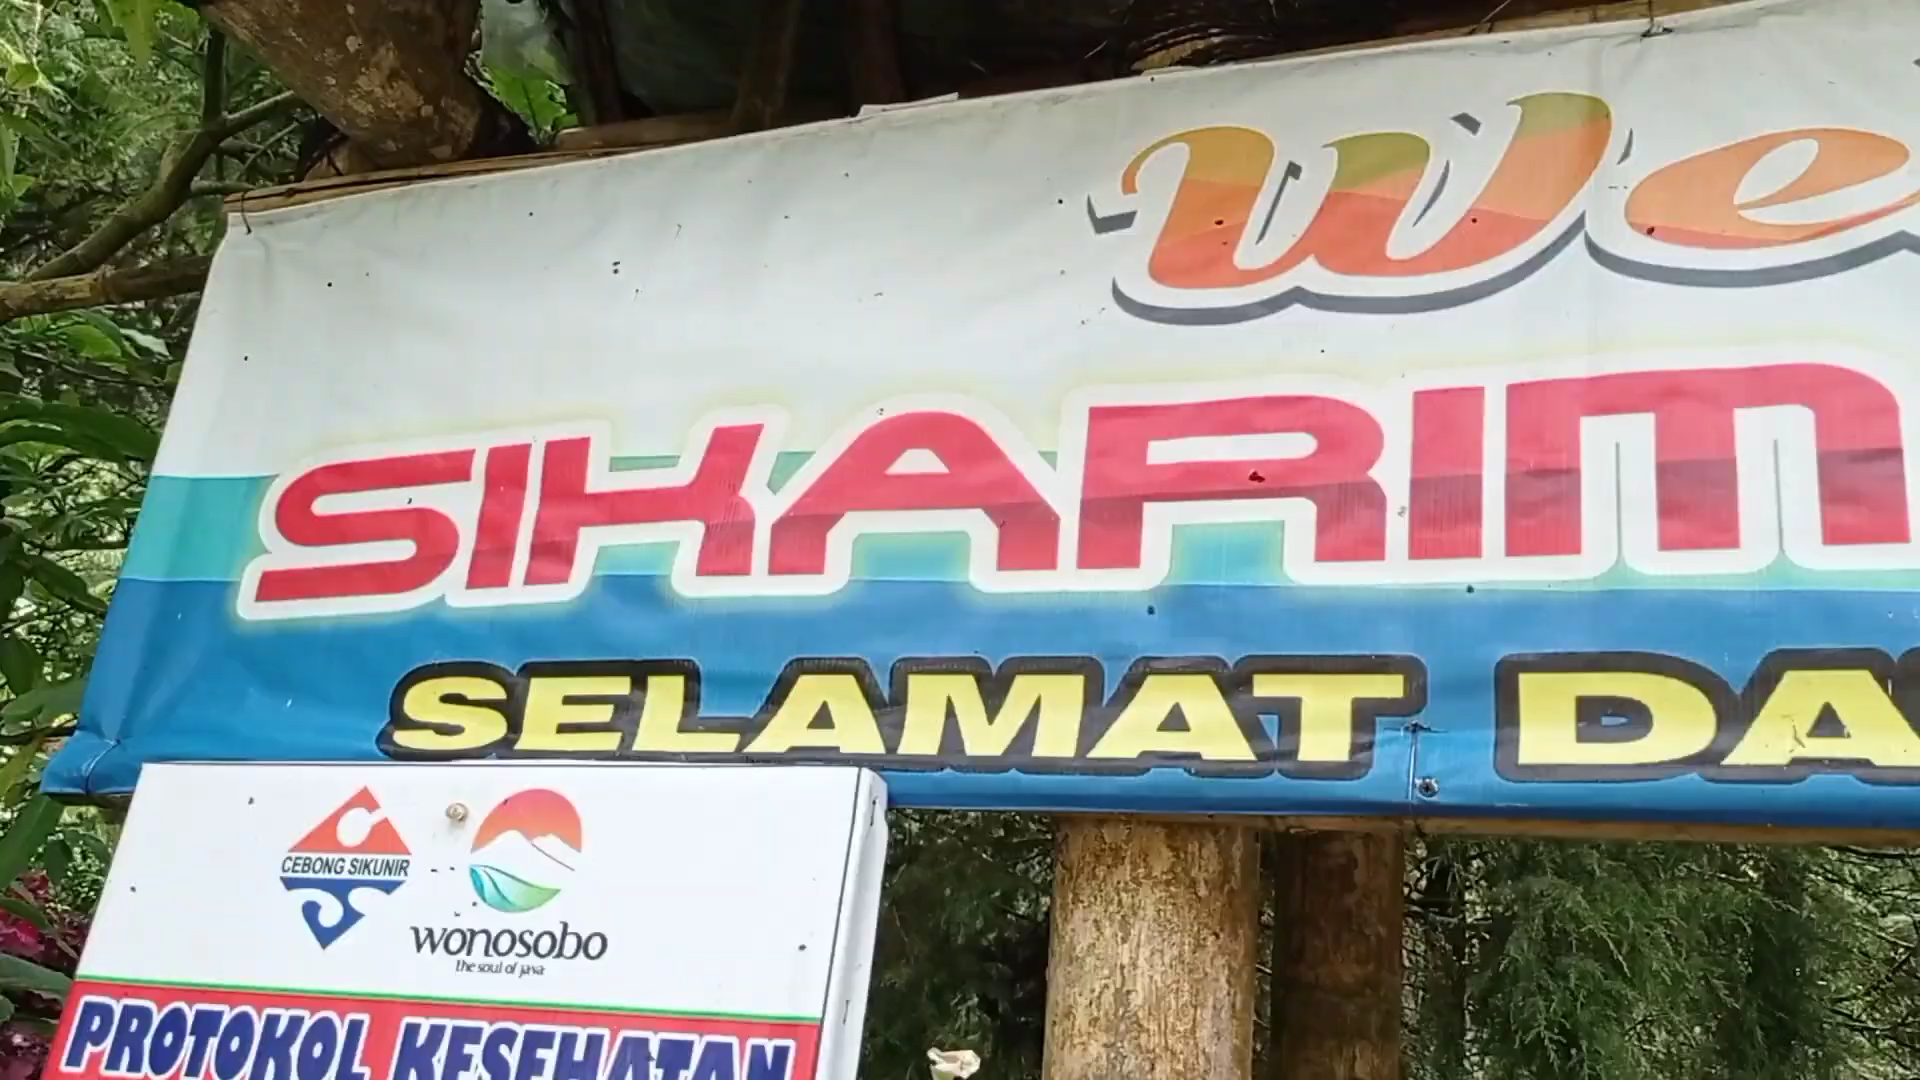 We
SIKARIM
SELAMAT DA
CEBONG SIKUNIR
wonosobo
the soul of java
PROTOKOL KESEHATAN